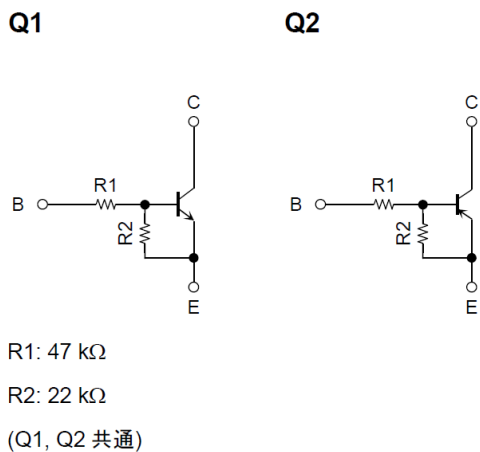 Q1 Q2
C C
R1 R1
B B
R2 R2
E E
R1: 47 kΩ
R2: 22 kΩ
(Q1, Q2 共通)